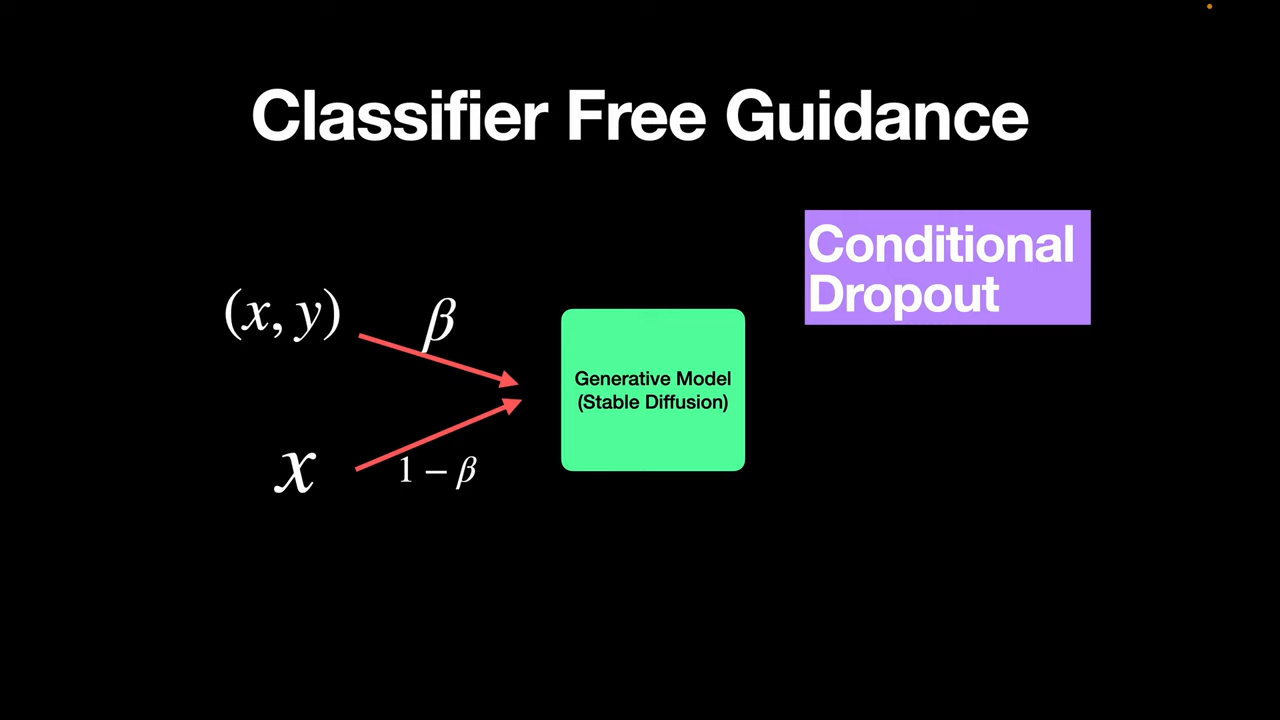 Classifier Free Guidance
Conditional
Dropout
(x, y)
β
Generative Model
(Stable Diffusion)
x
1 − β